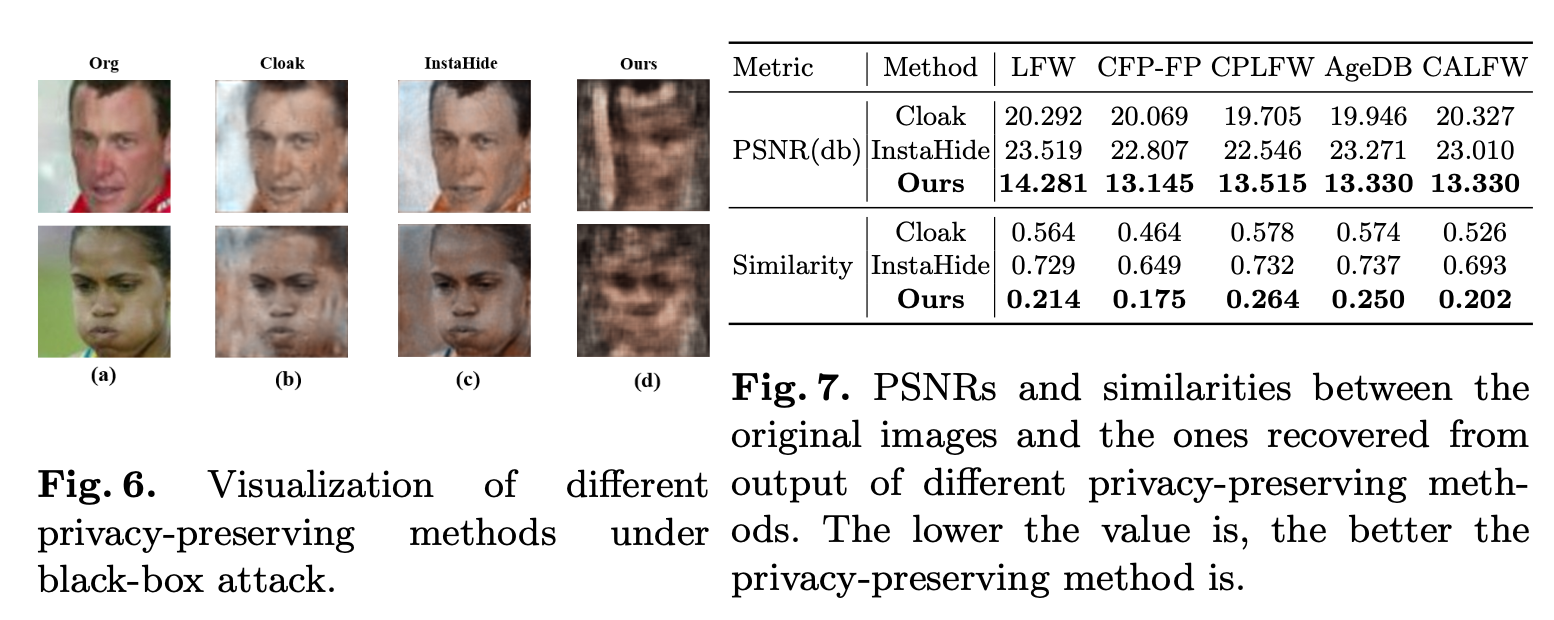 Org Cloak InstaHide Ours
(a) (b) (c) (d)
Fig. 6. Visualization of different
privacy-preserving methods under
black-box attack.
Metric Method LFW CFP-FP CPLFW AgeDB CALFW
Cloak 20.292 20.069 19.705 19.946 20.327
PSNR(db) InstaHide 23.519 22.807 22.546 23.271 23.010
Ours 14.281 13.145 13.515 13.330 13.330
Cloak 0.564 0.464 0.578 0.574 0.526
Similarity InstaHide 0.729 0.649 0.732 0.737 0.693
Ours 0.214 0.175 0.264 0.250 0.202
Fig. 7. PSNRs and similarities between the
original images and the ones recovered from
output of different privacy-preserving meth-
ods. The lower the value is, the better the
privacy-preserving method is.